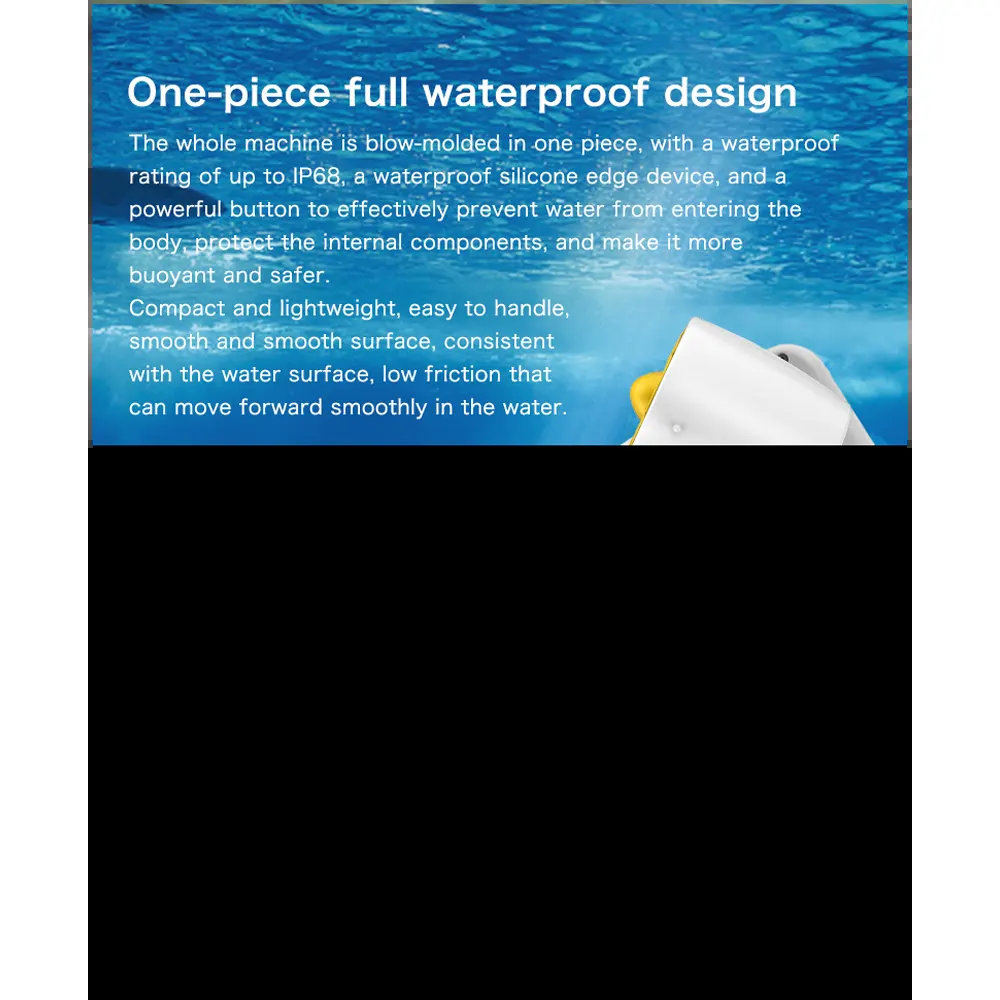 One-piece full waterproof design
The whole machine is blow-molded in one piece, with a waterproof
rating of up to IP68, a waterproof silicone edge device, and a
powerful button to effectively prevent water from entering the
body, protect the internal components, and make it more
buoyant and safer.
Compact and lightweight, easy to handle,
smooth and smooth surface, consistent
with the water surface, low friction that
can move forward smoothly in the water.